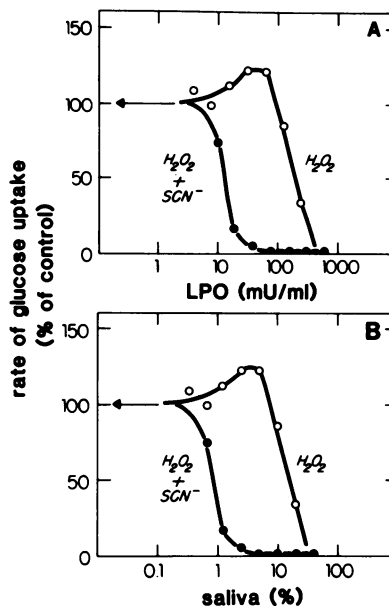 A
150
100
50
0
H₂O₂
+
SCN⁻
H₂O₂
1 10 100 1000
LPO (mU/ml)
rate of glucose uptake
(% of control)
B
150
100
50
0
H₂O₂
+
SCN⁻
H₂O₂
0.1 1 10 100
saliva (%)